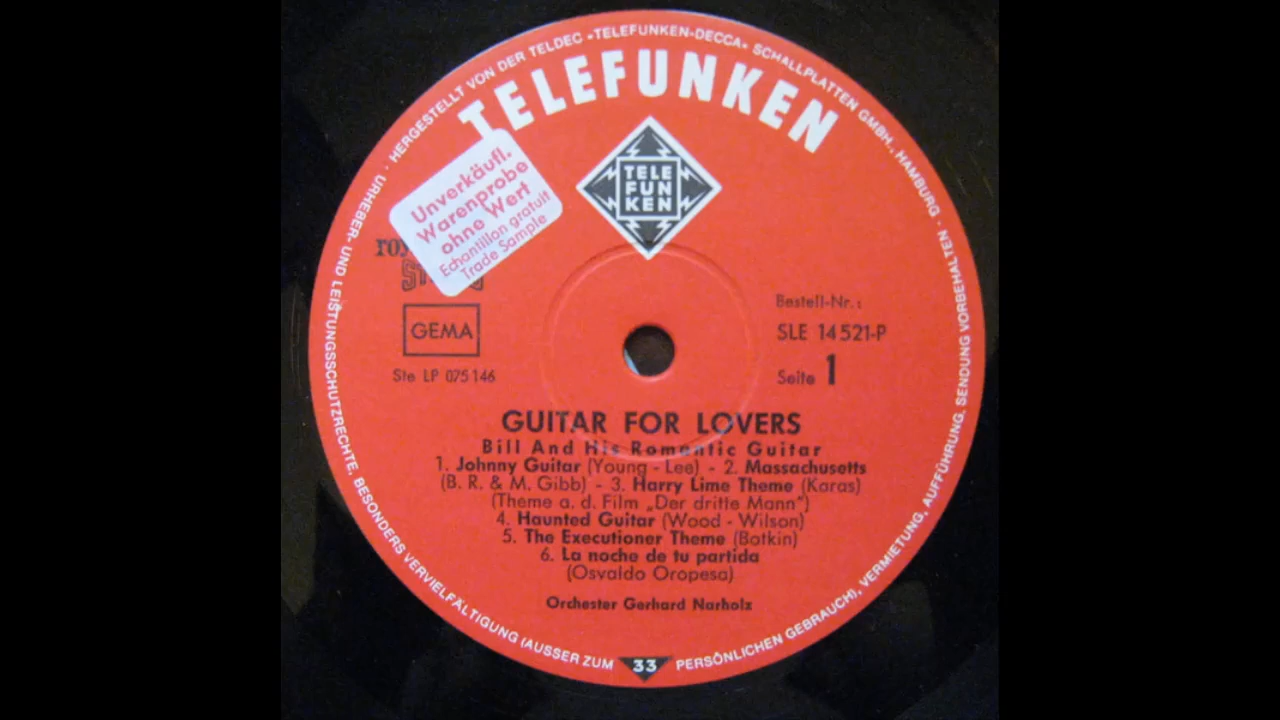 URHEBER- UND LEISTUNGSSCHUTZRECHTE, BESONDERS VERVIELFÄLTIGUNG (AUSSER ZUM PERSÖNLICHEN GEBRAUCH), VERMIETUNG, AUFFÜHRUNG, SENDUNG VORBEHALTEN · HERGESTELLT VON DER TELDEC »TELEFUNKEN-DECCA« SCHALLPLATTEN GMBH., HAMBURG ·
TELEFUNKEN
TELE
FUN
KEN
Unverkäufl.
Warenprobe
ohne Wert
Echantillon gratuit
Trade Sample
GEMA
Ste LP 075 146
Bestell-Nr.:
SLE 14 521-P
Seite 1
GUITAR FOR LOVERS
Bill And His Romantic Guitar
1. Johnny Guitar (Young - Lee) - 2. Massachusetts
(B. R. & M. Gibb) - 3. Harry Lime Theme (Karas)
(Theme a. d. Film „Der dritte Mann")
4. Haunted Guitar (Wood - Wilson)
5. The Executioner Theme (Botkin)
6. La noche de tu partida
(Osvaldo Oropesa)
Orchester Gerhard Narholz
33